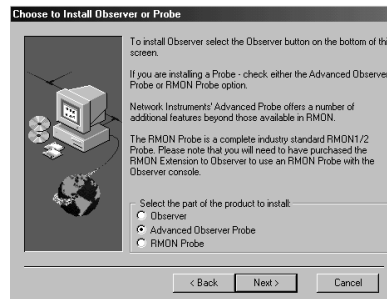 Choose to Install Observer or Probe
To install Observer select the Observer button on the bottom of thi
screen.
If you are installing a Probe - check either the Advanced Observer
Probe or RMON Probe option.
Network Instruments' Advanced Probe offers a number of
additional features beyond those available in RMON.
The RMON Probe is a complete industry standard RMON1/2
Probe. Please note that you will need to have purchased the
RMON Extension to Observer to use an RMON Probe with the
Observer console.
Select the part of the product to install:
Observer
Advanced Observer Probe
RMON Probe
< Back
Next >
Cancel